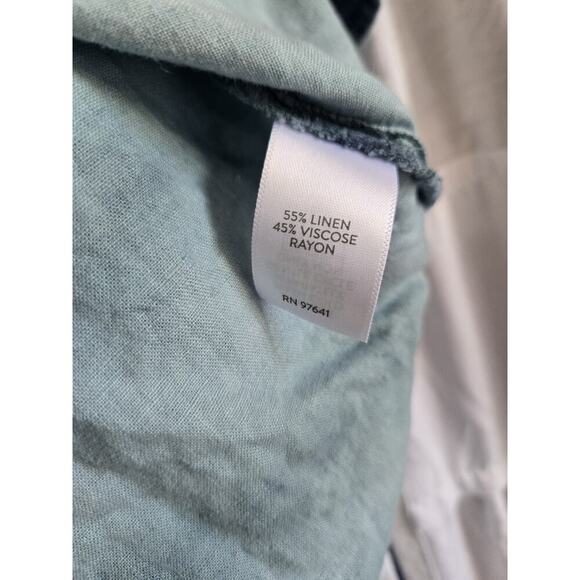 55% LINEN
45% VISCOSE
RAYON
RN 97641